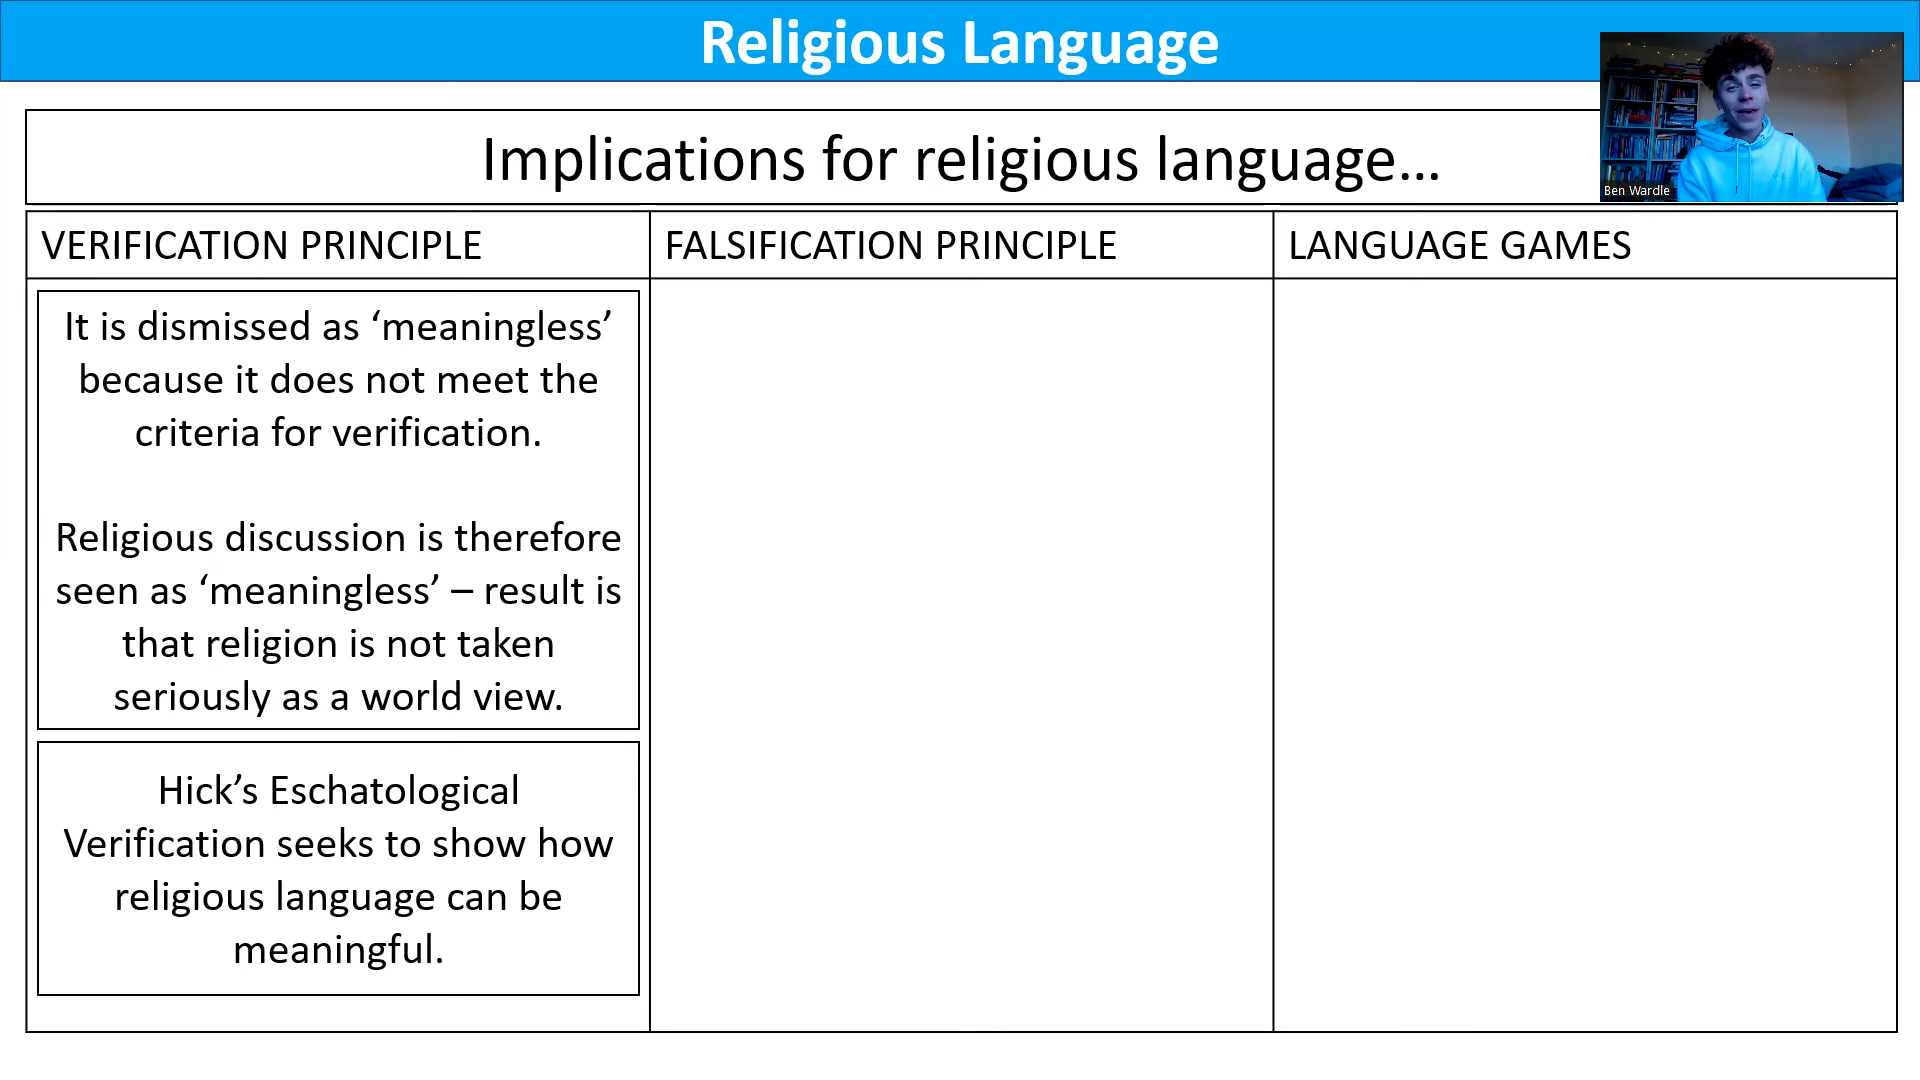 Religious Language
Implications for religious language...
Ben Wardle
VERIFICATION PRINCIPLE
FALSIFICATION PRINCIPLE
LANGUAGE GAMES
It is dismissed as ‘meaningless’
because it does not meet the
criteria for verification.
Religious discussion is therefore
seen as ‘meaningless’ – result is
that religion is not taken
seriously as a world view.
Hick’s Eschatological
Verification seeks to show how
religious language can be
meaningful.